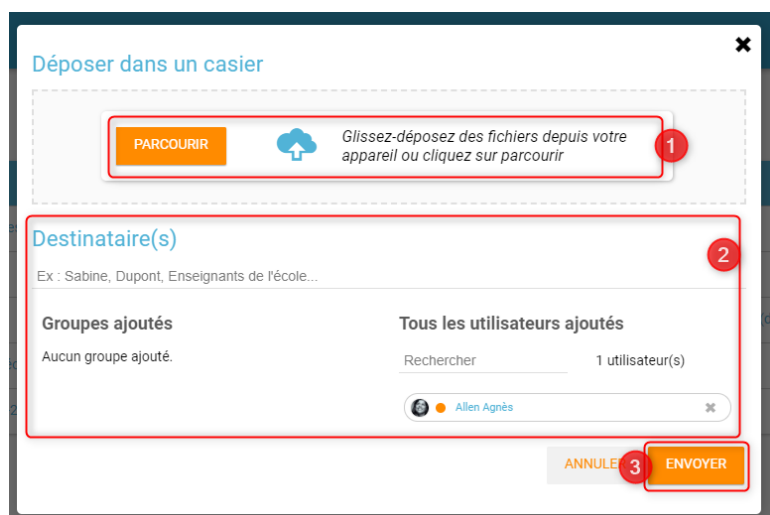 Déposer dans un casier
PARCOURIR
Glissez-déposez des fichiers depuis votre
appareil ou cliquez sur parcourir
1
Destinataire(s)
2
Ex : Sabine, Dupont, Enseignants de l'école...
Groupes ajoutés
Tous les utilisateurs ajoutés
Aucun groupe ajouté.
Rechercher
1 utilisateur(s)
Allen Agnès
ANNULE
3
ENVOYER